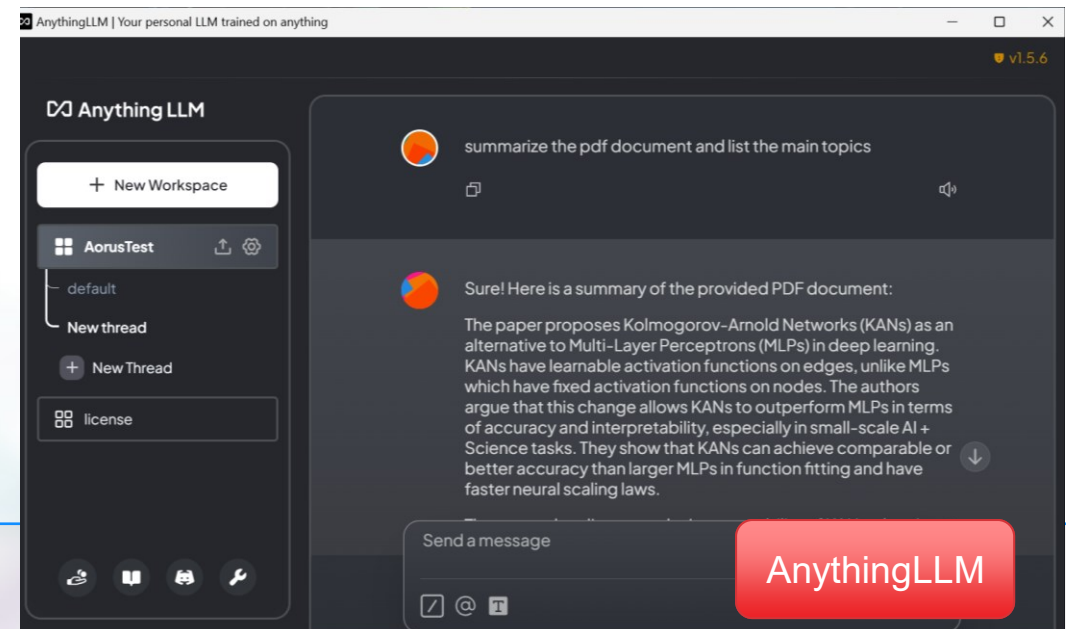 AnythingLLM | Your personal LLM trained on anything
v1.5.6
Anything LLM
+ New Workspace
AorusTest
default
New thread
+ New Thread
license
summarize the pdf document and list the main topics
Sure! Here is a summary of the provided PDF document:
The paper proposes Kolmogorov-Arnold Networks (KANs) as an
alternative to Multi-Layer Perceptrons (MLPs) in deep learning.
KANs have learnable activation functions on edges, unlike MLPs
which have fixed activation functions on nodes. The authors
argue that this change allows KANs to outperform MLPs in terms
of accuracy and interpretability, especially in small-scale AI +
Science tasks. They show that KANs can achieve comparable or
better accuracy than larger MLPs in function fitting and have
faster neural scaling laws.
Send a message
@ T
AnythingLLM